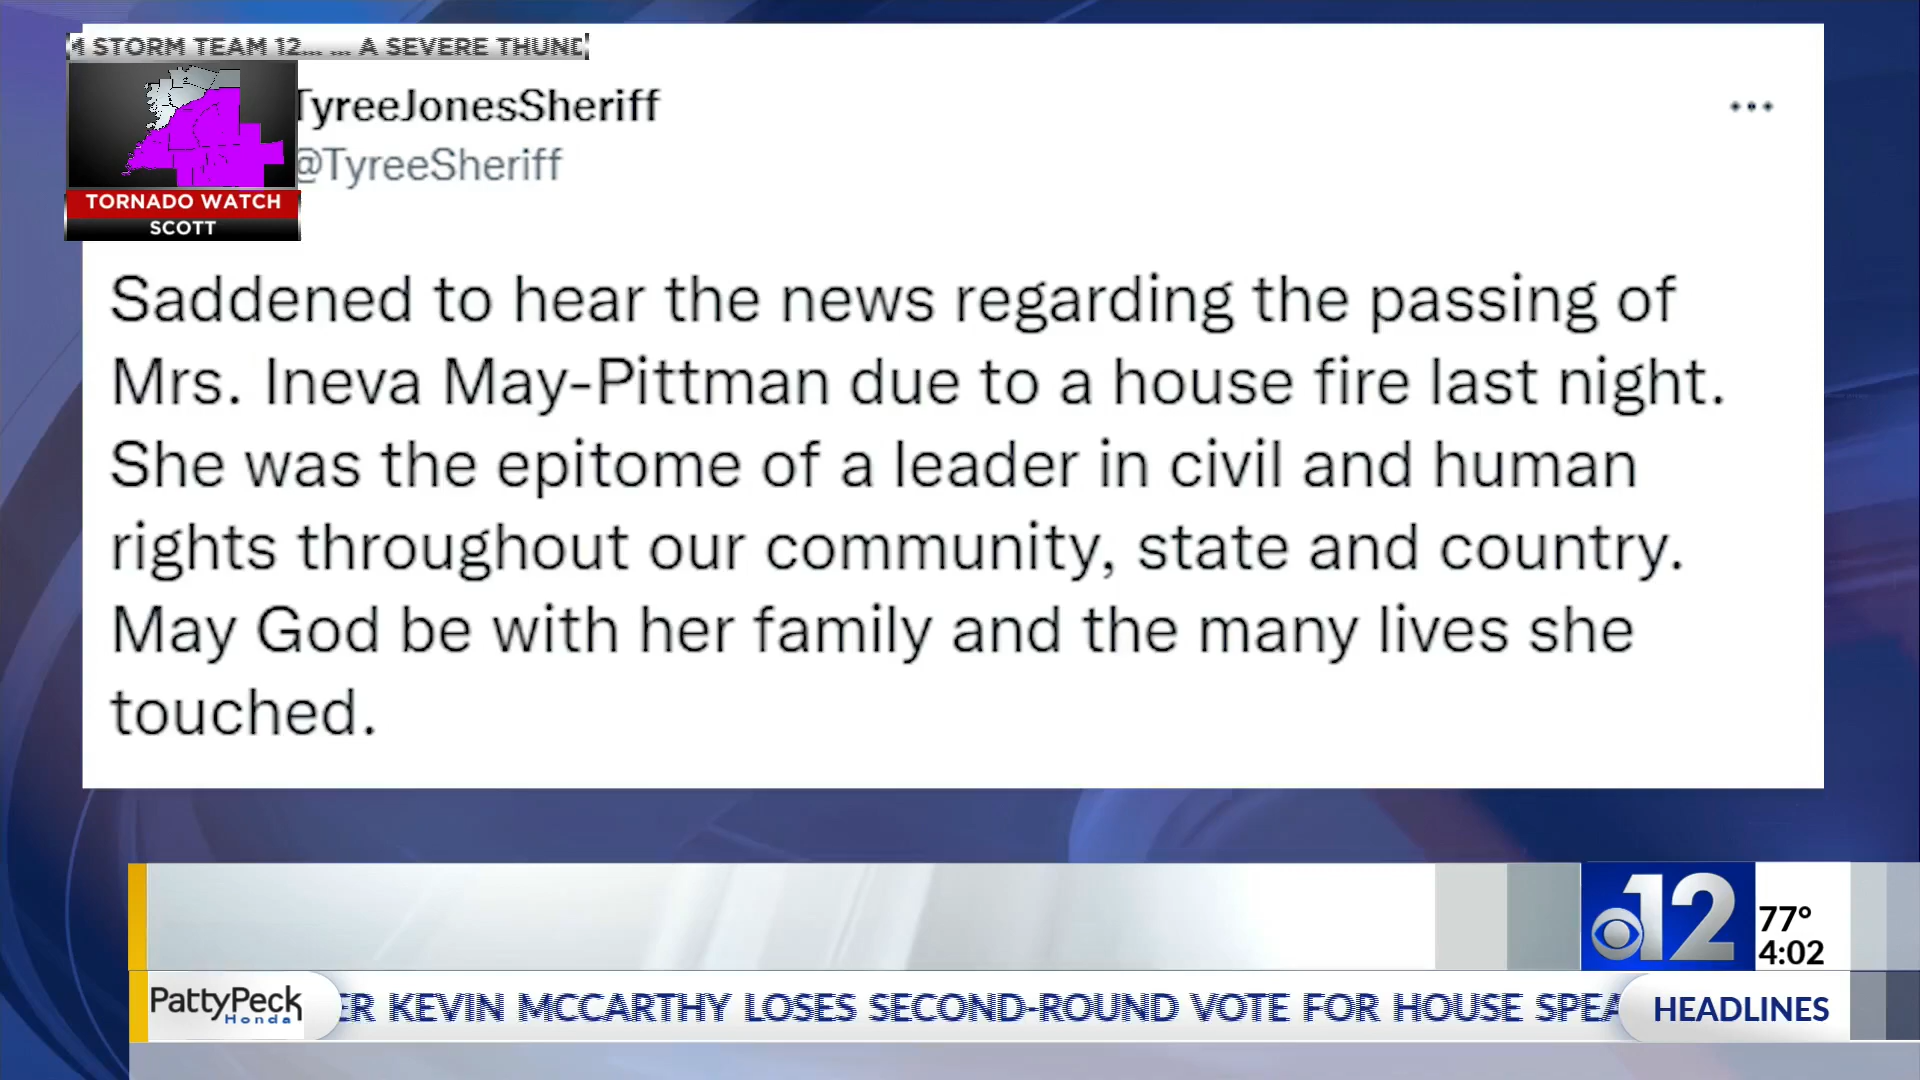 STORM TEAM 12... ... A SEVERE
TyreeJonesSheriff
@TyreeSheriff
TORNADO WATCH
SCOTT
Saddened to hear the news regarding the passing of
Mrs. Ineva May-Pittman due to a house fire last night.
She was the epitome of a leader in civil and human
rights throughout our community, state and country.
May God be with her family and the many lives she
touched.
12
77°
4:02
PattyPeck
Honda
KEVIN MCCARTHY LOSES SECOND-ROUND VOTE FOR HOUSE
HEADLINES